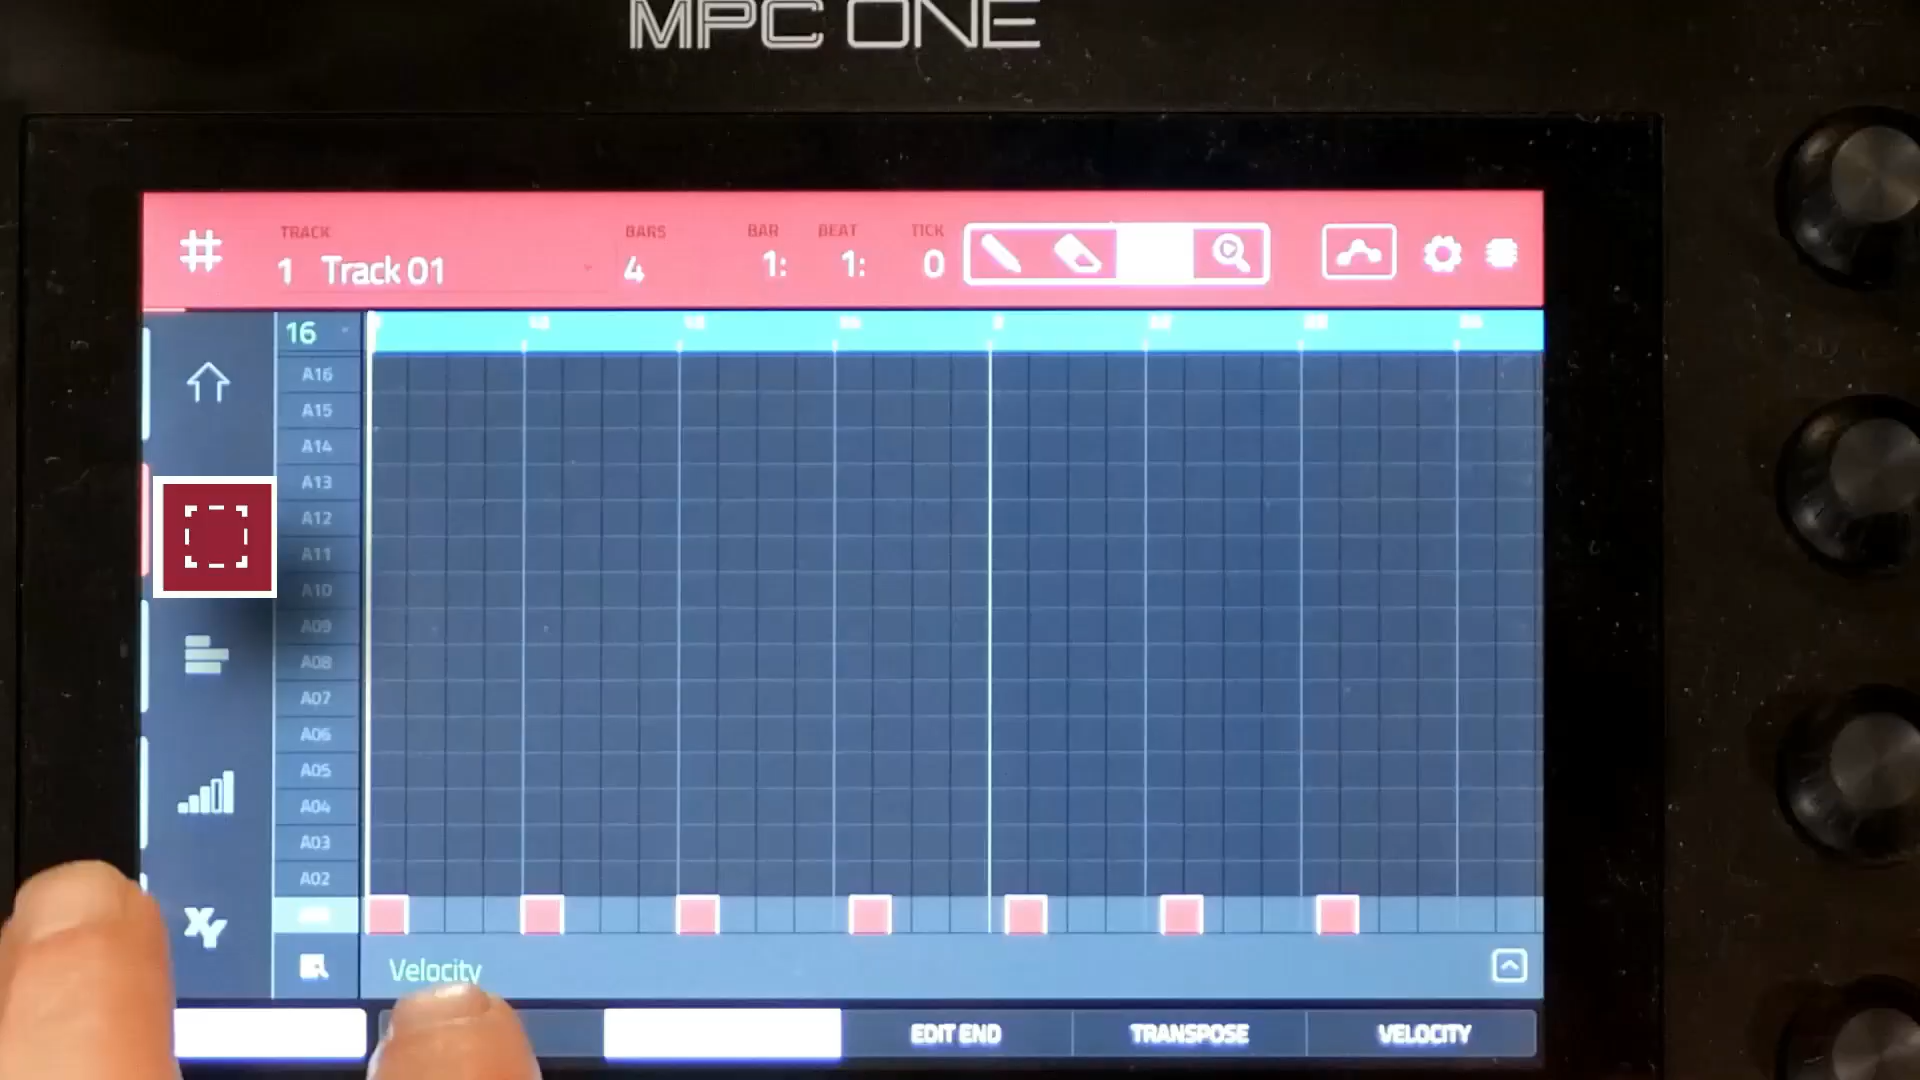 MPC ONE
TRACK
1 Track 01
BARS
4
BAR BEAT TICK
1: 1: 0
16
A16
A15
A14
A13
A12
A11
A10
A09
A08
A07
A06
A05
A04
A03
A02
XY
Velocity
EDIT END TRANSPOSE VELOCITY